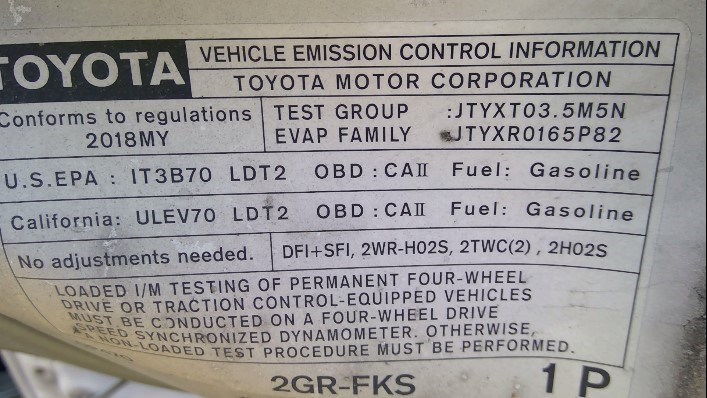 TOYOTA
VEHICLE EMISSION CONTROL INFORMATION
TOYOTA MOTOR CORPORATION
Conforms to regulations
2018MY
TEST GROUP :JTYXT03.5M5N
EVAP FAMILY :JTYXR0165P82
U.S.EPA : IT3B70 LDT2 OBD : CAⅡ Fuel: Gasoline
California: ULEV70 LDT2 OBD : CAⅡ Fuel: Gasoline
No adjustments needed.
DFI+SFI, 2WR-HO2S, 2TWC(2) , 2HO2S
LOADED I/M TESTING OF PERMANENT FOUR-WHEEL
DRIVE OR TRACTION CONTROL-EQUIPPED VEHICLES
MUST BE CONDUCTED ON A FOUR-WHEEL DRIVE
SPEED SYNCHRONIZED DYNAMOMETER. OTHERWISE,
A NON-LOADED TEST PROCEDURE MUST BE PERFORMED.
2GR-FKS 1 P